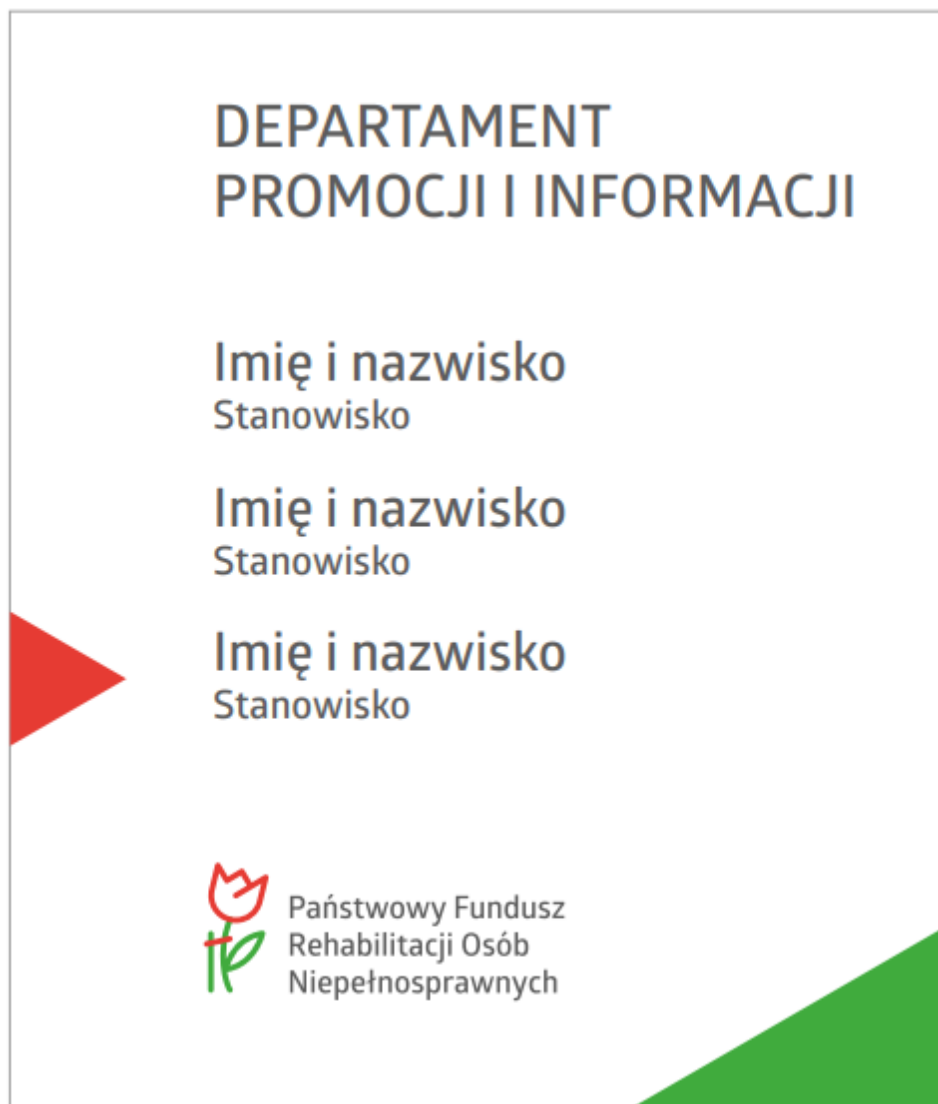 DEPARTAMENT
PROMOCJI I INFORMACJI
Imię i nazwisko
Stanowisko
Imię i nazwisko
Stanowisko
Imię i nazwisko
Stanowisko
Państwowy Fundusz
Rehabilitacji Osób
Niepełnosprawnych